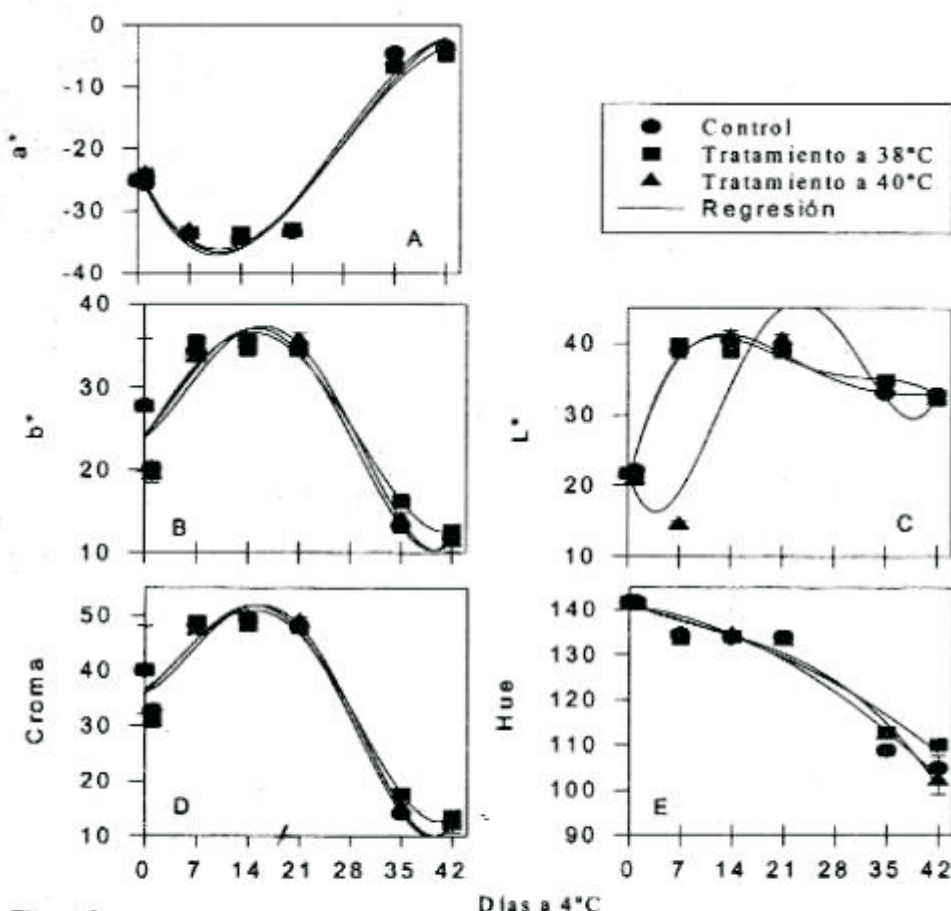 0
-10
-20
-30
-40
a*
A
Control
Tratamiento a 38°C
Tratamiento a 40°C
Regresión
40
30
20
10
b*
B
40
30
20
10
L*
C
50
40
30
20
10
Croma
D
0 7 14 21 28 35 42
140
130
120
110
100
90
Hue
E
0 7 14 21 28 35 42
Días a 4°C